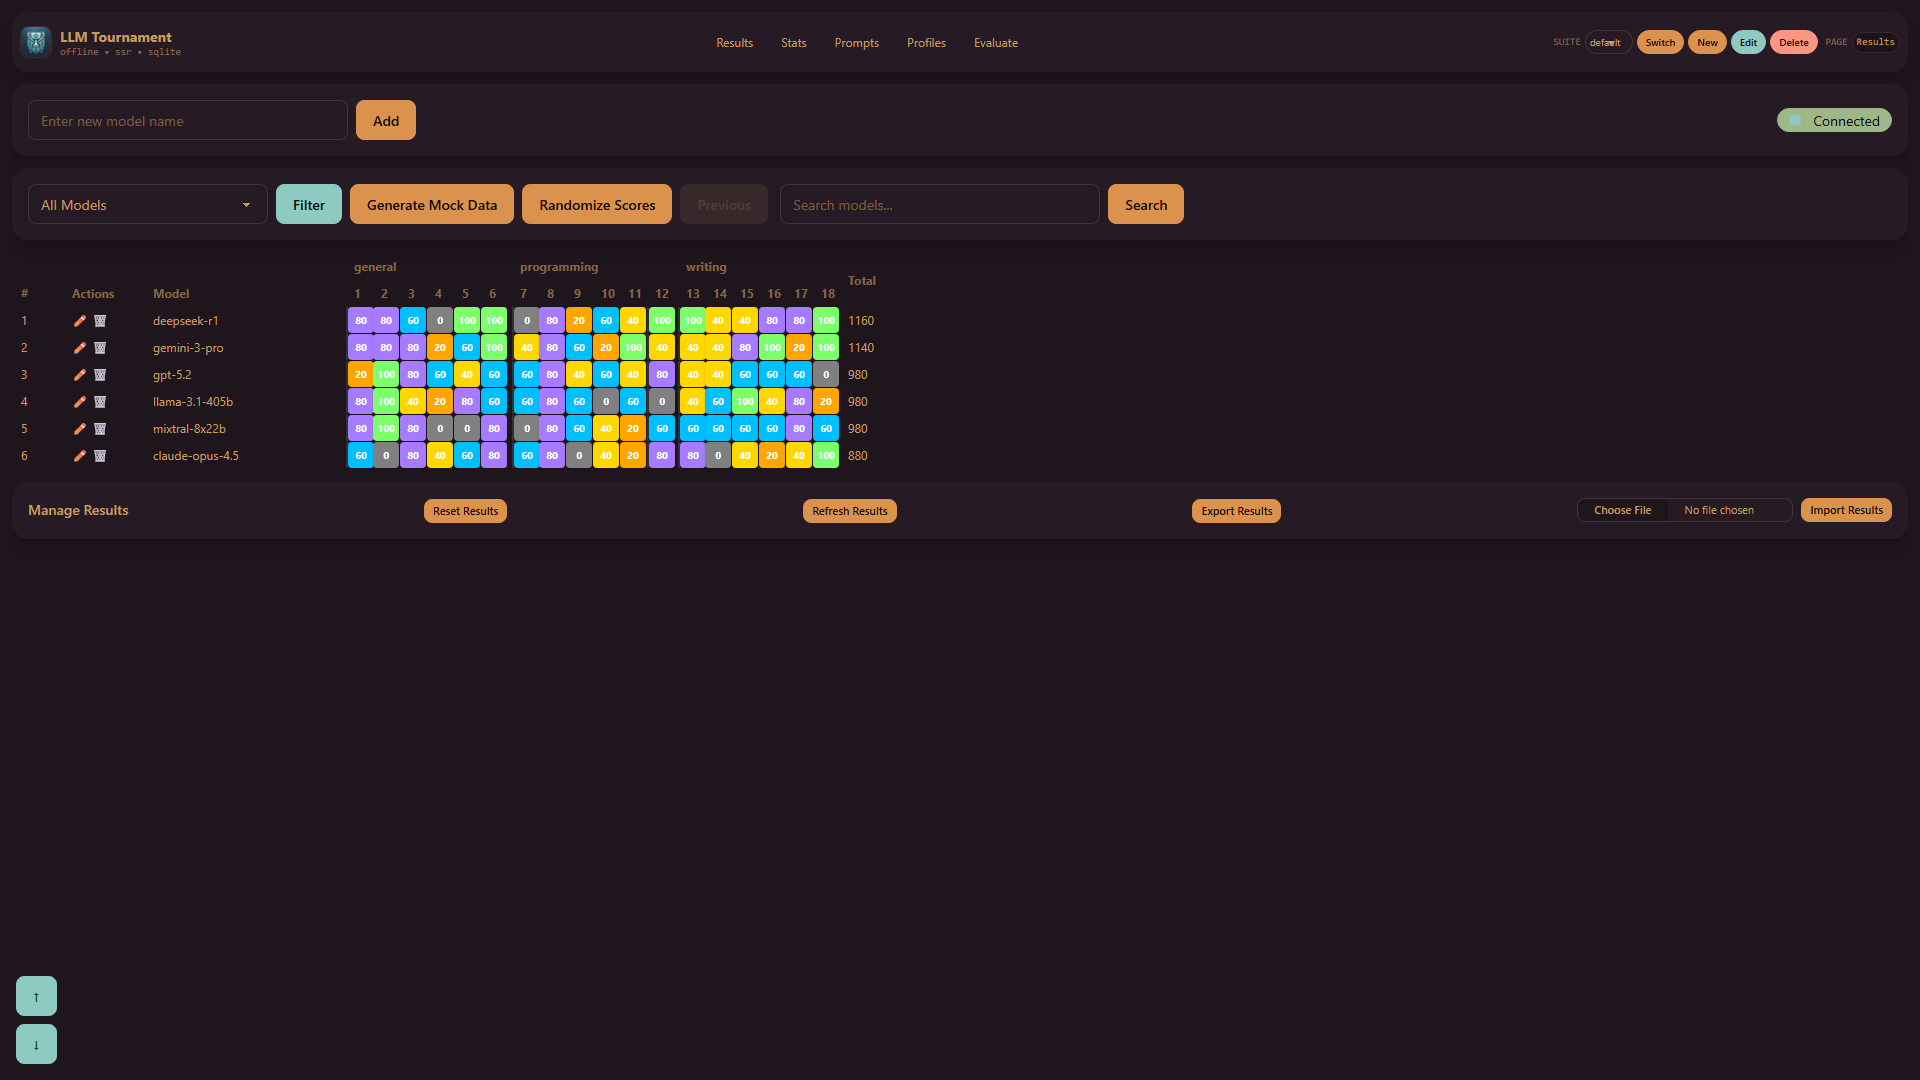 LLM Tournament
offline • ssr • sqlite
Results Stats Prompts Profiles Evaluate
SUITE default Switch New Edit Delete PAGE Results
Enter new model name Add Connected
All Models Filter Generate Mock Data Randomize Scores Previous Search models... Search
general programming writing
# Actions Model 1 2 3 4 5 6 7 8 9 10 11 12 13 14 15 16 17 18 Total
1 deepseek-r1 80 80 60 0 100 100 0 80 20 60 40 100 100 40 40 80 80 100 1160
2 gemini-3-pro 80 80 80 20 60 100 40 80 60 20 100 40 40 40 80 100 20 100 1140
3 gpt-5.2 20 100 80 60 40 60 60 80 40 60 40 80 40 40 60 60 60 0 980
4 llama-3.1-405b 80 100 40 20 80 60 60 80 60 0 60 0 40 60 100 40 80 20 980
5 mixtral-8x22b 80 100 80 0 0 80 0 80 60 40 20 60 60 60 60 60 80 60 980
6 claude-opus-4.5 60 0 80 40 60 80 60 80 0 40 20 80 80 0 40 20 40 100 880
Manage Results Reset Results Refresh Results Export Results Choose File No file chosen Import Results
↑
↓